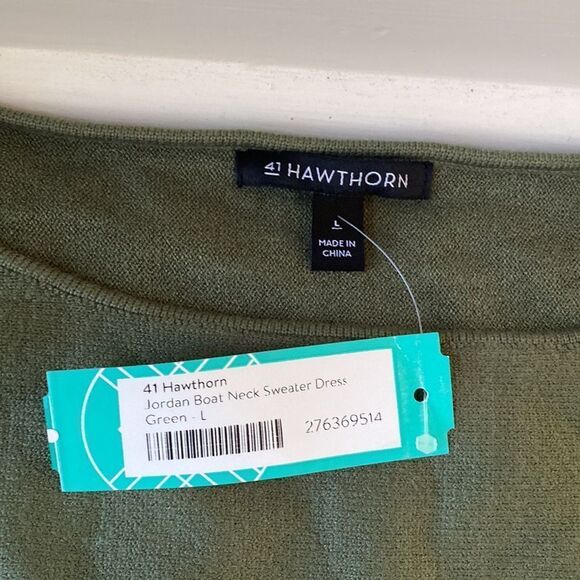 41 HAWTHORN
L
MADE IN
CHINA
41 Hawthorn
Jordan Boat Neck Sweater Dress
Green - L
276369514